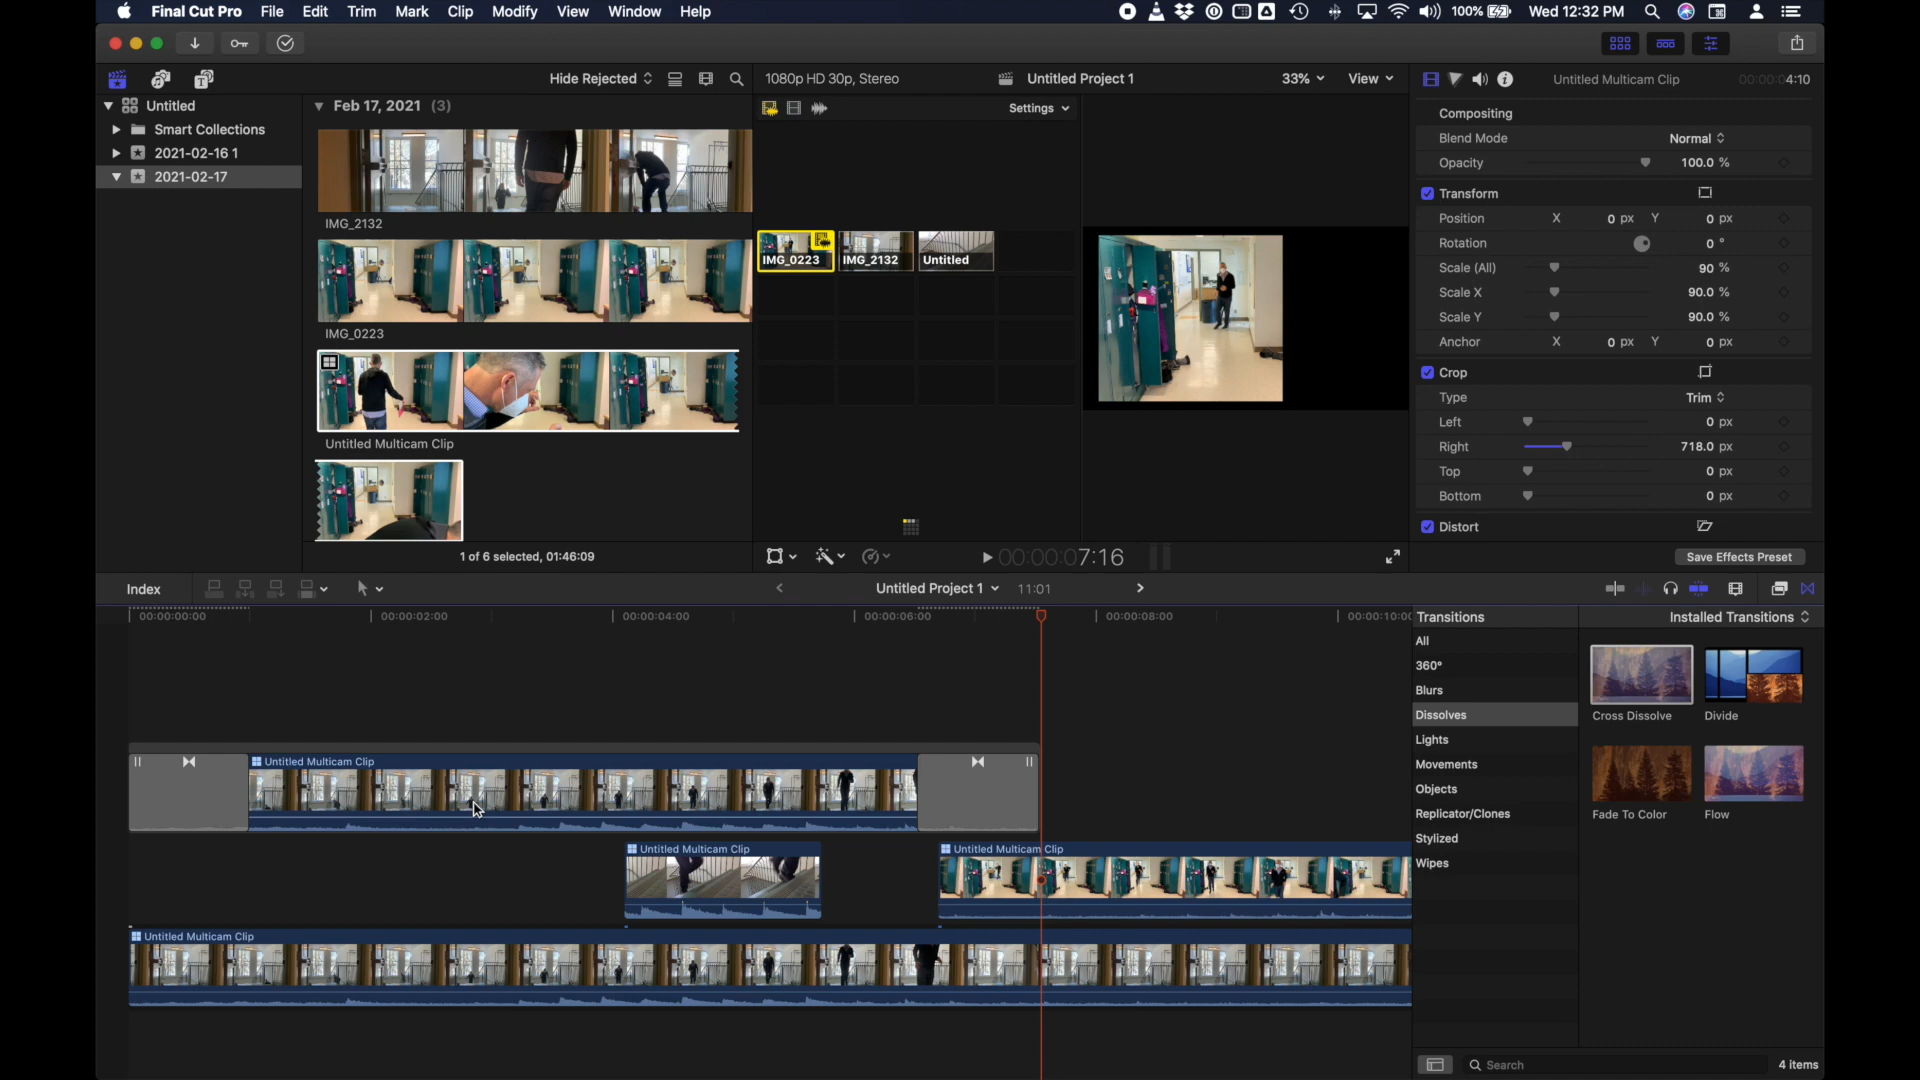 Final Cut Pro File Edit Trim Mark Clip Modify View Window Help 100% Wed 12:32 PM
Hide Rejected 1080p HD 30p, Stereo Untitled Project 1 33% View Untitled Multicam Clip 00:00:04:10
Untitled
Smart Collections
2021-02-16 1
2021-02-17
Feb 17, 2021 (3)
IMG_2132
IMG_0223
Untitled Multicam Clip
1 of 6 selected, 01:46:09
Settings
IMG_0223 IMG_2132 Untitled
00:00:07:16
Compositing
Blend Mode Normal
Opacity 100.0 %
Transform
Position X 0 px Y 0 px
Rotation 0 °
Scale (All) 90 %
Scale X 90.0 %
Scale Y 90.0 %
Anchor X 0 px Y 0 px
Crop
Type Trim
Left 0 px
Right 718.0 px
Top 0 px
Bottom 0 px
Distort
Save Effects Preset
Index Untitled Project 1 11:01
00:00:00:00 00:00:02:00 00:00:04:00 00:00:06:00 00:00:08:00 00:00:10:00
Untitled Multicam Clip
Untitled Multicam Clip Untitled Multicam Clip
Untitled Multicam Clip
Transitions Installed Transitions
All
360°
Blurs
Dissolves
Lights
Movements
Objects
Replicator/Clones
Stylized
Wipes
Cross Dissolve Divide
Fade To Color Flow
Search 4 items